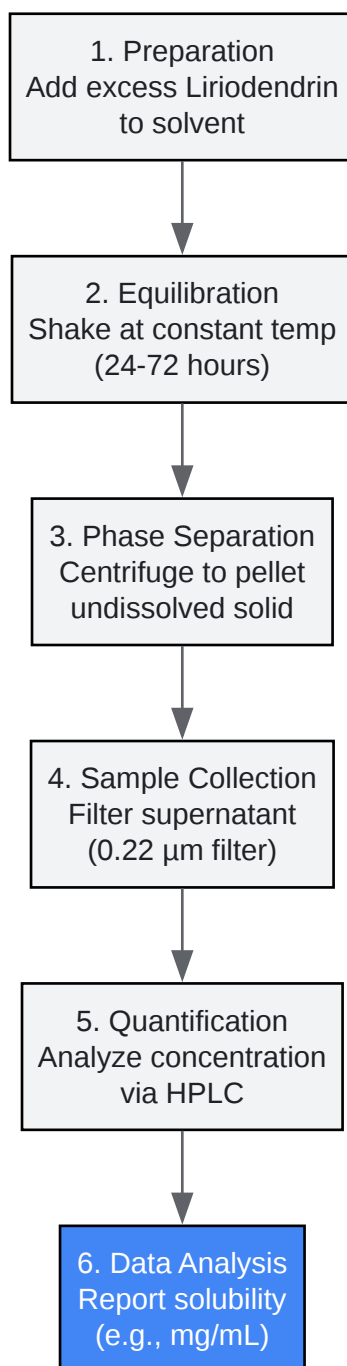 1. Preparation
Add excess Liriodendrin
to solvent
2. Equilibration
Shake at constant temp
(24-72 hours)
3. Phase Separation
Centrifuge to pellet
undissolved solid
4. Sample Collection
Filter supernatant
(0.22 µm filter)
5. Quantification
Analyze concentration
via HPLC
6. Data Analysis
Report solubility
(e.g., mg/mL)